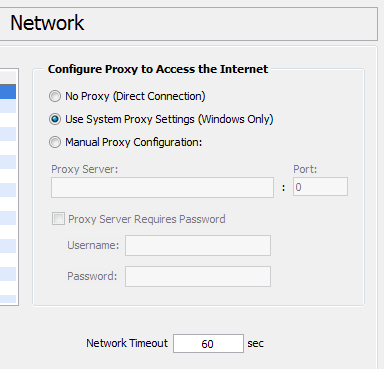 Network
Configure Proxy to Access the Internet
No Proxy (Direct Connection)
Use System Proxy Settings (Windows Only)
Manual Proxy Configuration:
Proxy Server: Port:
: 0
Proxy Server Requires Password
Username:
Password:
Network Timeout 60 sec